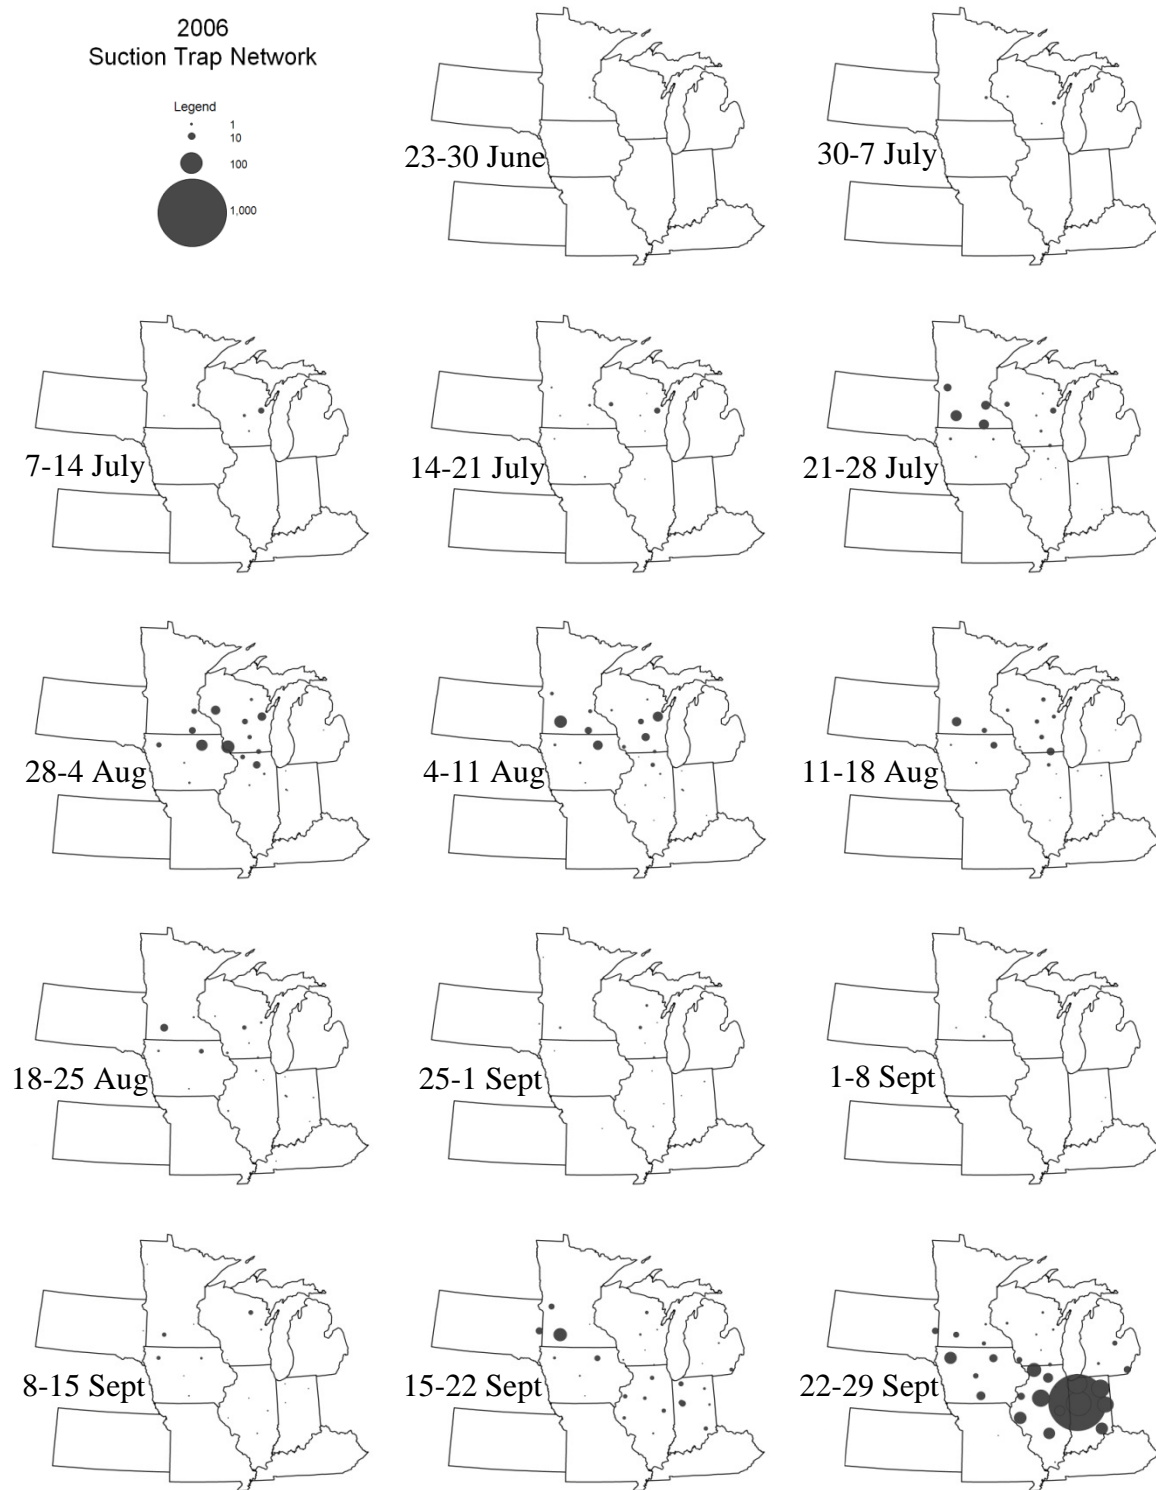 2006
Suction Trap Network
Legend
1
10
100
1,000
23-30 June
30-7 July
7-14 July
14-21 July
21-28 July
28-4 Aug
4-11 Aug
11-18 Aug
18-25 Aug
25-1 Sept
1-8 Sept
8-15 Sept
15-22 Sept
22-29 Sept